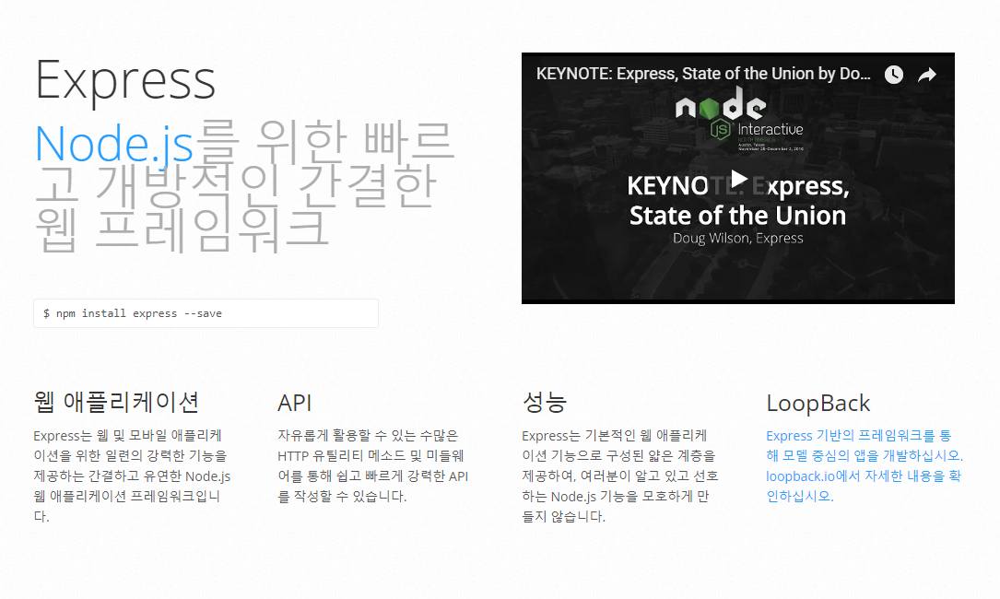 Express
Node.js를 위한 빠르
고 개방적인 간결한
웹 프레임워크
$ npm install express --save
KEYNOTE: Express, State of the Union by Do...
node
JS Interactive
NORTH AMERICA
Austin, Texas
November 29-December 2, 2016
KEYNOTE: Express,
State of the Union
Doug Wilson, Express
웹 애플리케이션
Express는 웹 및 모바일 애플리케
이션을 위한 일련의 강력한 기능을
제공하는 간결하고 유연한 Node.js
웹 애플리케이션 프레임워크입니
다.
API
자유롭게 활용할 수 있는 수많은
HTTP 유틸리티 메소드 및 미들웨
어를 통해 쉽고 빠르게 강력한 API
를 작성할 수 있습니다.
성능
Express는 기본적인 웹 애플리케
이션 기능으로 구성된 얇은 계층을
제공하여, 여러분이 알고 있고 선호
하는 Node.js 기능을 모호하게 만
들지 않습니다.
LoopBack
Express 기반의 프레임워크를 통
해 모델 중심의 앱을 개발하십시오.
loopback.io에서 자세한 내용을 확
인하십시오.